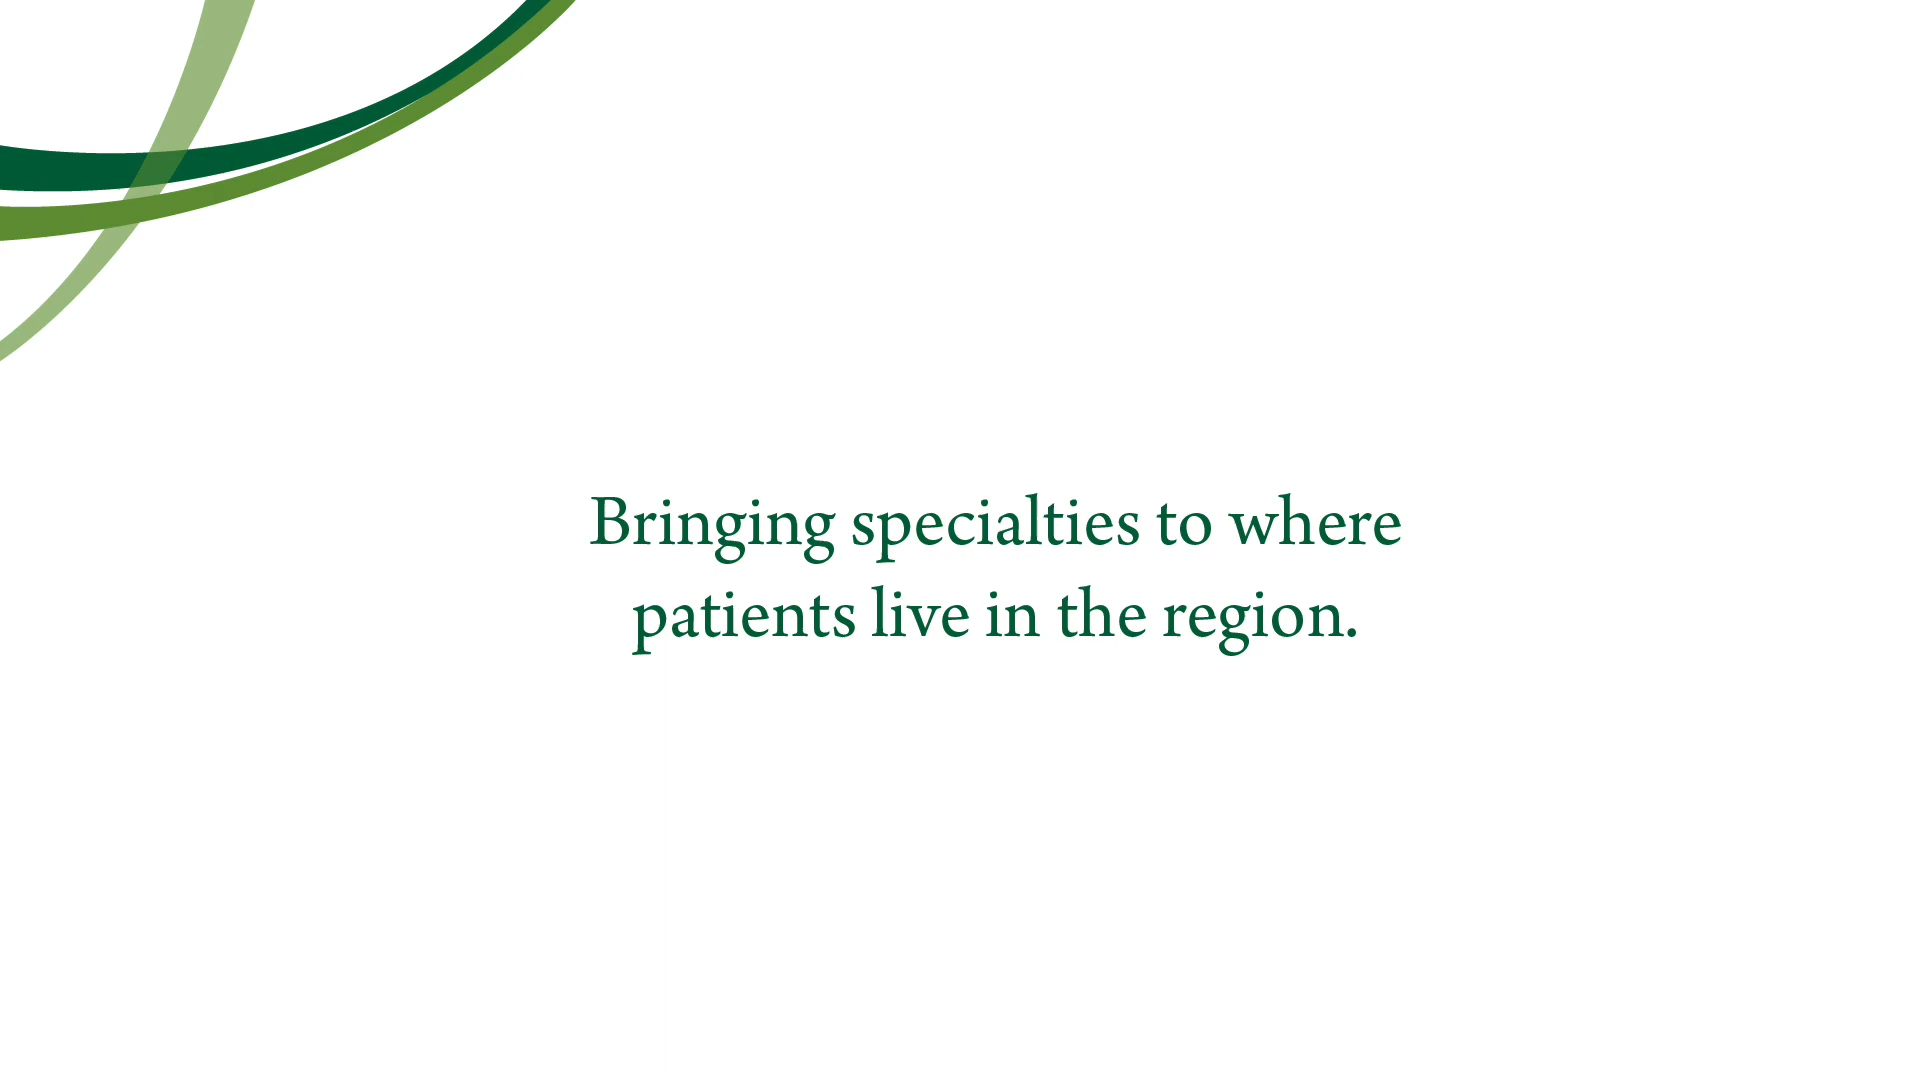 Bringing specialties to where
patients live in the region.